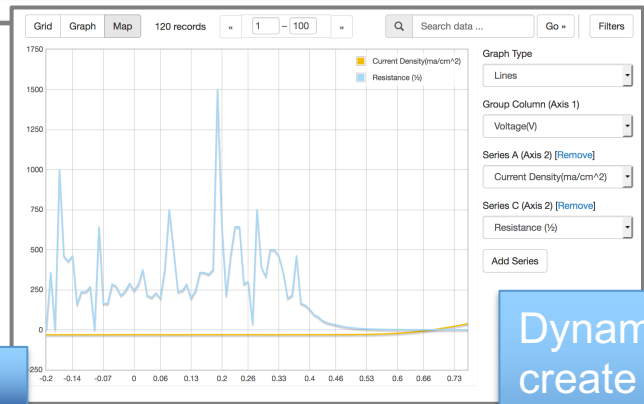 Grid Graph Map 120 records « 1 – 100 » Search data ... Go » Filters
1750
1500
1250
1000
750
500
250
0
-250
-0.2 -0.14 -0.07 0 0.06 0.13 0.2 0.26 0.33 0.4 0.46 0.53 0.6 0.66 0.73
Current Density(ma/cm^2)
Resistance (½)
Graph Type
Lines
Group Column (Axis 1)
Voltage(V)
Series A (Axis 2) [Remove]
Current Density(ma/cm^2)
Series C (Axis 2) [Remove]
Resistance (½)
Add Series
create